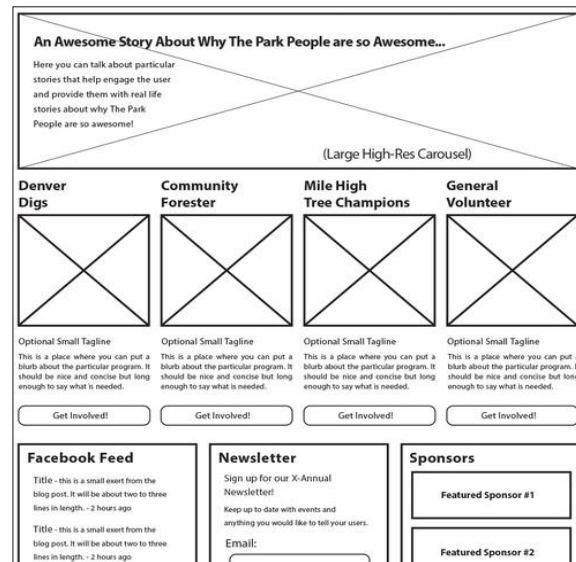 An Awesome Story About Why The Park People are so Awesome...
Here you can talk about particular
stories that help engage the user
and provide them with real life
stories about why The Park
People are so awesome!
(Large High-Res Carousel)
Denver
Digs
Optional Small Tagline
This is a place where you can put a
blurb about the particular program. It
should be nice and concise but long
enough to say what is needed.
Get Involved!
Community
Forester
Optional Small Tagline
This is a place where you can put a
blurb about the particular program. It
should be nice and concise but long
enough to say what is needed.
Get Involved!
Mile High
Tree Champions
Optional Small Tagline
This is a place where you can put a
blurb about the particular program. It
should be nice and concise but long
enough to say what is needed.
Get Involved!
General
Volunteer
Optional Small Tagline
This is a place where you can put
blurb about the particular program.
should be nice and concise but long
enough to say what is needed.
Get Involved!
Facebook Feed
Title - this is a small exert from the
blog post. It will be about two to three
lines in length. - 2 hours ago
Title - this is a small exert from the
blog post. It will be about two to three
lines in length. - 2 hours ago
Newsletter
Sign up for our X-Annual
Newsletter!
Keep up to date with events and
anything you would like to tell your users.
Email:
Sponsors
Featured Sponsor #1
Featured Sponsor #2